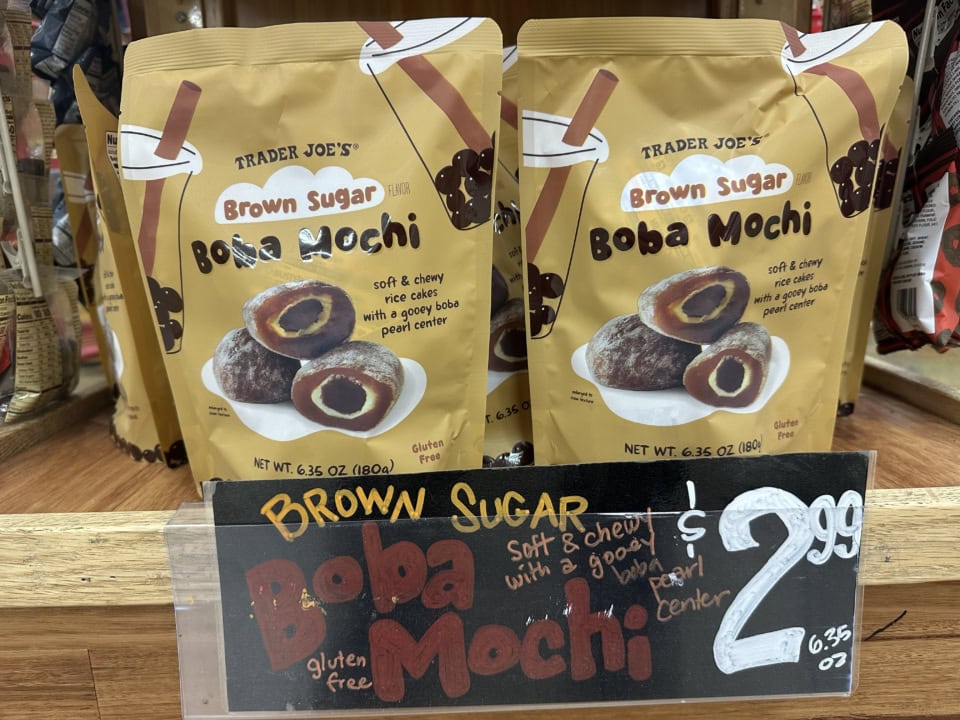 TRADER JOE'S®
Brown Sugar FLAVOR
Boba Mochi
soft & chewy
rice cakes
with a gooey boba
pearl center
Gluten
Free
NET WT. 6.35 OZ (180g)
TRADER JOE'S
Brown Sugar FLAVOR
Boba Mochi
soft & chewy
rice cakes
with a gooey boba
pearl center
Gluten
Free
NET WT. 6.35 OZ (180g)
BROWN SUGAR
Boba
Mochi
soft & chewy
with a gooey
boba
pearl
center
gluten
free
$2.99
6.35
oz